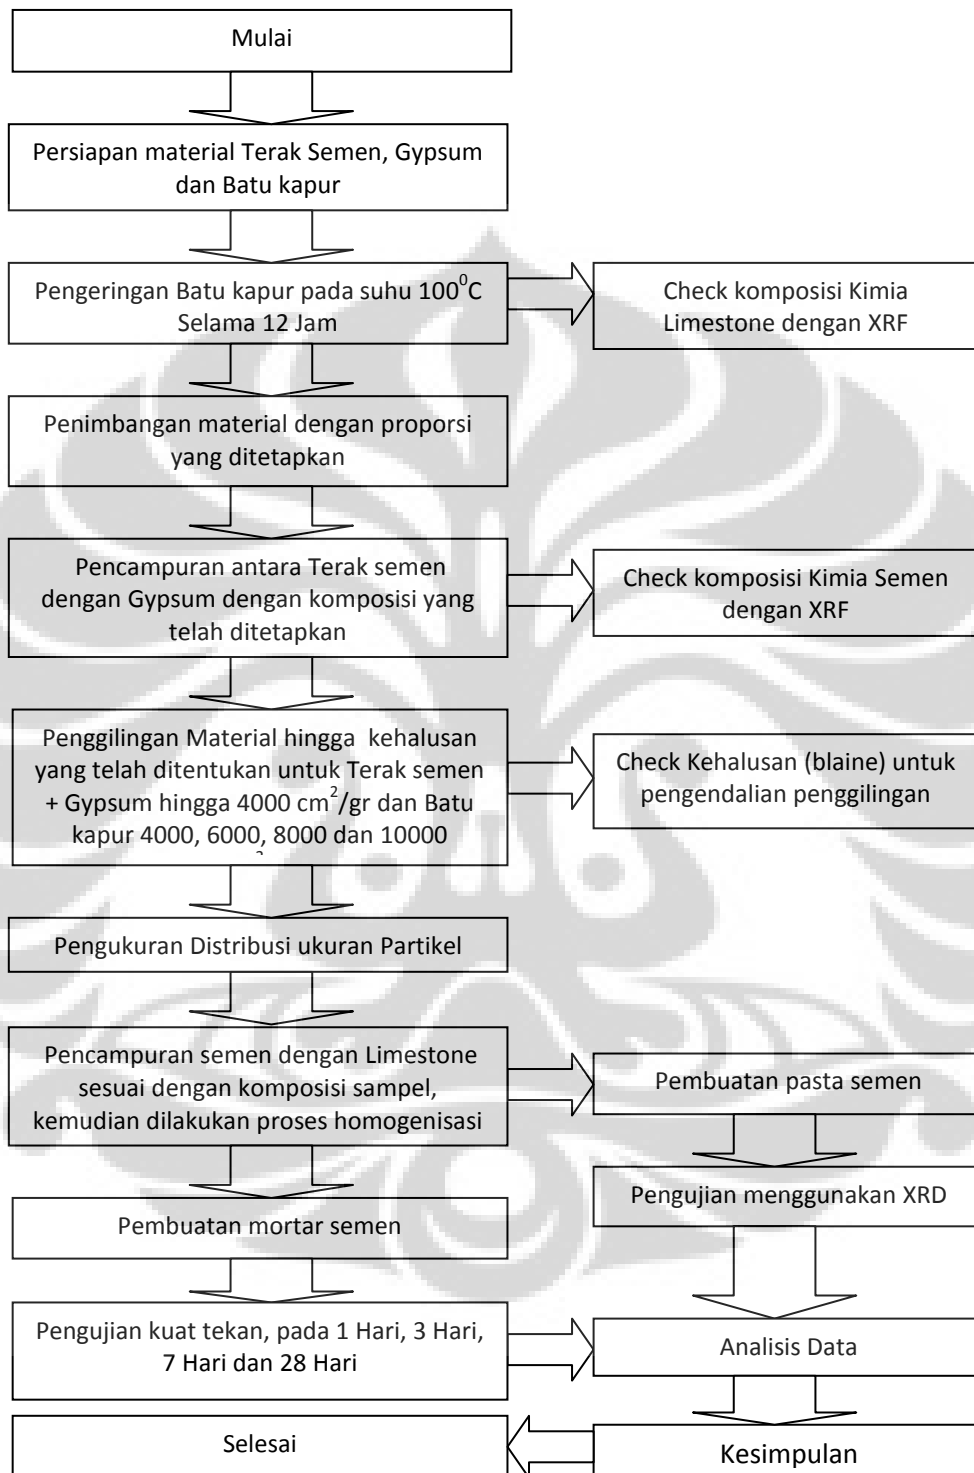 Mulai
Persiapan material Terak Semen, Gypsum
dan Batu kapur
Pengeringan Batu kapur pada suhu 100⁰C
Selama 12 Jam
Check komposisi Kimia
Limestone dengan XRF
Penimbangan material dengan proporsi
yang ditetapkan
Pencampuran antara Terak semen
dengan Gypsum dengan komposisi yang
telah ditetapkan
Check komposisi Kimia Semen
dengan XRF
Penggilingan Material hingga kehalusan
yang telah ditentukan untuk Terak semen
+ Gypsum hingga 4000 cm²/gr dan Batu
kapur 4000, 6000, 8000 dan 10000
Check Kehalusan (blaine) untuk
pengendalian penggilingan
Pengukuran Distribusi ukuran Partikel
Pencampuran semen dengan Limestone
sesuai dengan komposisi sampel,
kemudian dilakukan proses homogenisasi
Pembuatan pasta semen
Pengujian menggunakan XRD
Pembuatan mortar semen
Pengujian kuat tekan, pada 1 Hari, 3 Hari,
7 Hari dan 28 Hari
Analisis Data
Kesimpulan
Selesai